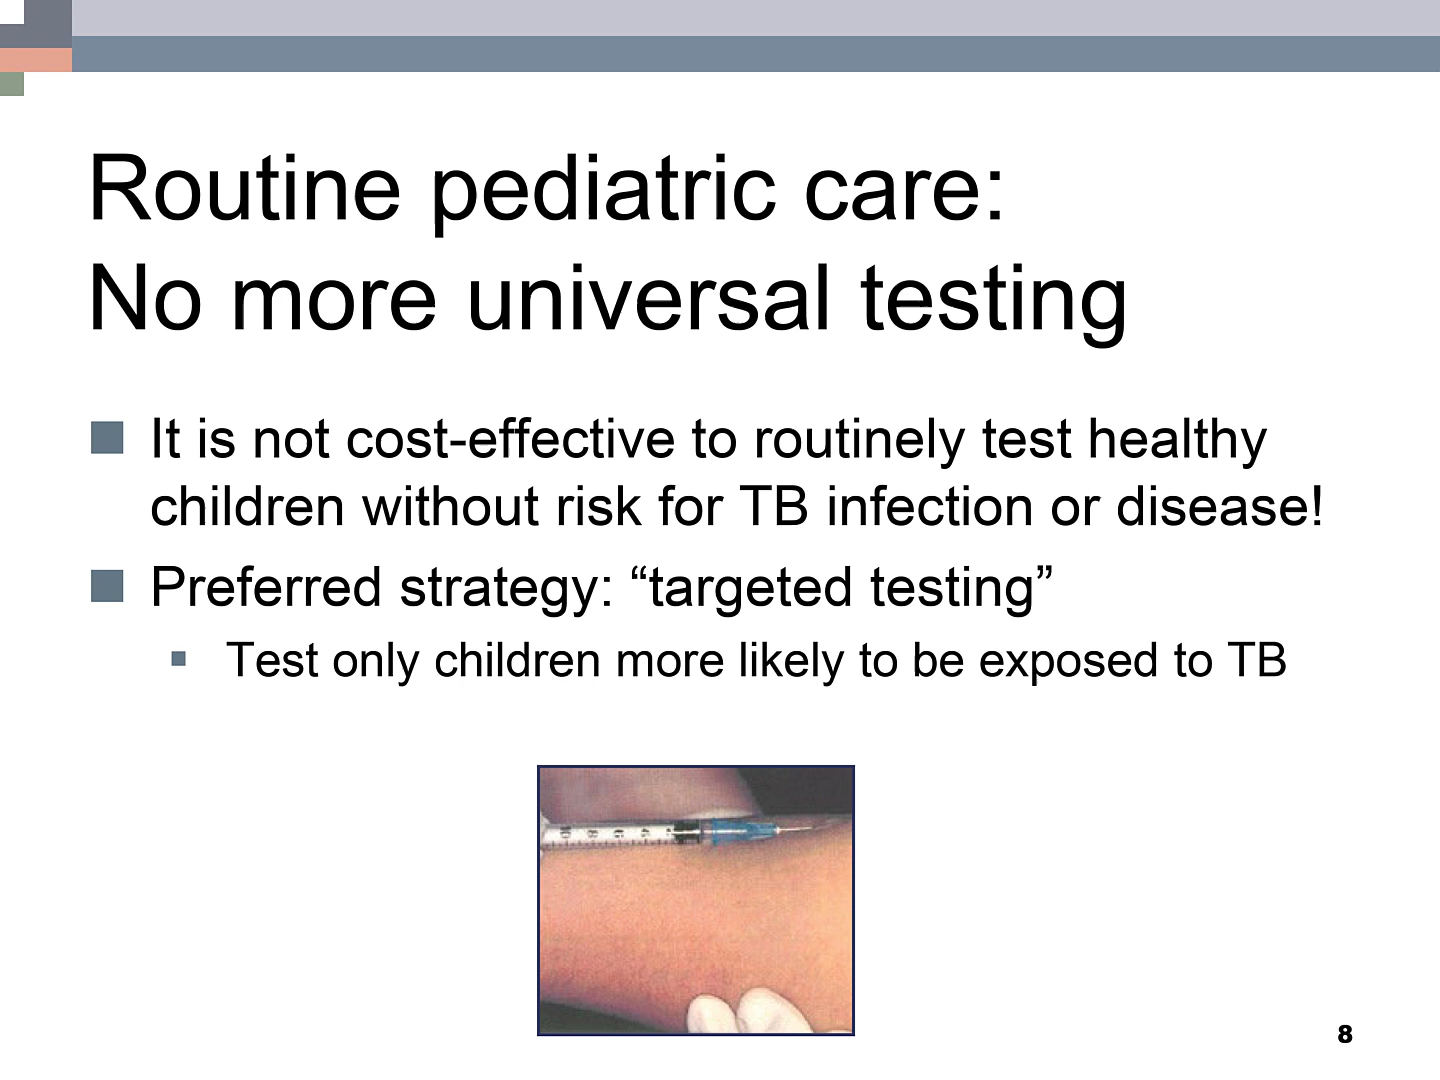 Routine pediatric care:
No more universal testing
It is not cost-effective to routinely test healthy
children without risk for TB infection or disease!
Preferred strategy: “targeted testing”
Test only children more likely to be exposed to TB
8